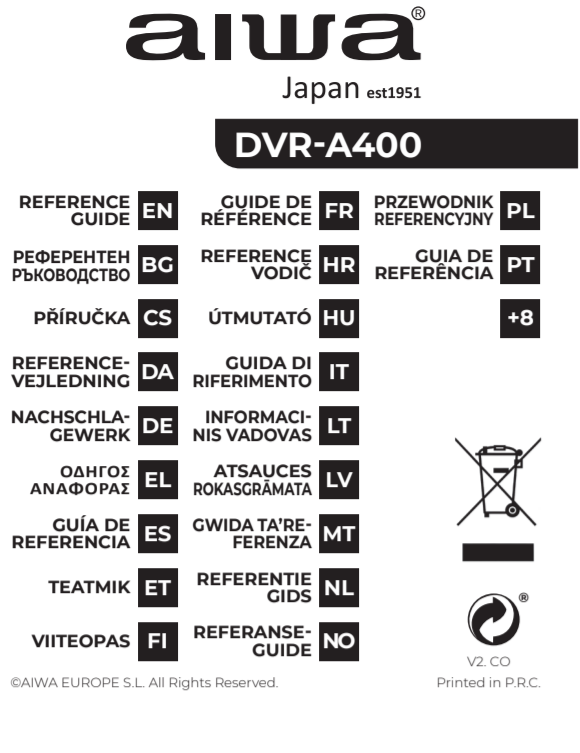 aiwa®
Japan est1951
DVR-A400
REFERENCE
GUIDE EN
РЕФЕРЕНТЕН
РЪКОВОДСТВО BG
PŘÍRUČKA CS
REFERENCE-
VEJLEDNING DA
NACHSCHLA-
GEWERK DE
ΟΔΗΓΟΣ
ΑΝΑΦΟΡΑΣ EL
GUÍA DE
REFERENCIA ES
TEATMIK ET
VIITEOPAS FI
GUIDE DE
RÉFÉRENCE FR
REFERENCE
VODIČ HR
ÚTMUTATÓ HU
GUIDA DI
RIFERIMENTO IT
INFORMACI-
NIS VADOVAS LT
ATSAUCES
ROKASGRĀMATA LV
GWIDA TA'RE-
FERENZA MT
REFERENTIE
GIDS NL
REFERANSE-
GUIDE NO
PRZEWODNIK
REFERENCYJNY PL
GUIA DE
REFERÊNCIA PT
+8
®
V2. CO
©AIWA EUROPE S.L. All Rights Reserved.
Printed in P.R.C.